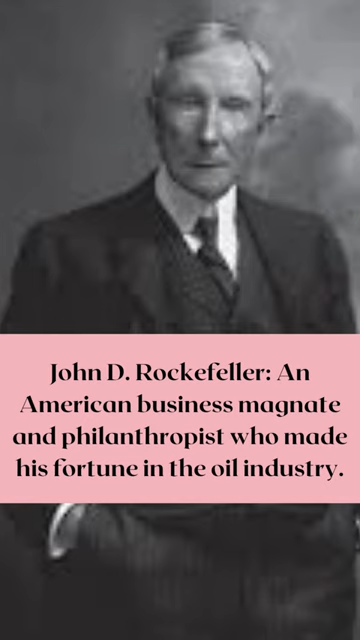 John D. Rockefeller: An
American business magnate
and philanthropist who made
his fortune in the oil industry.